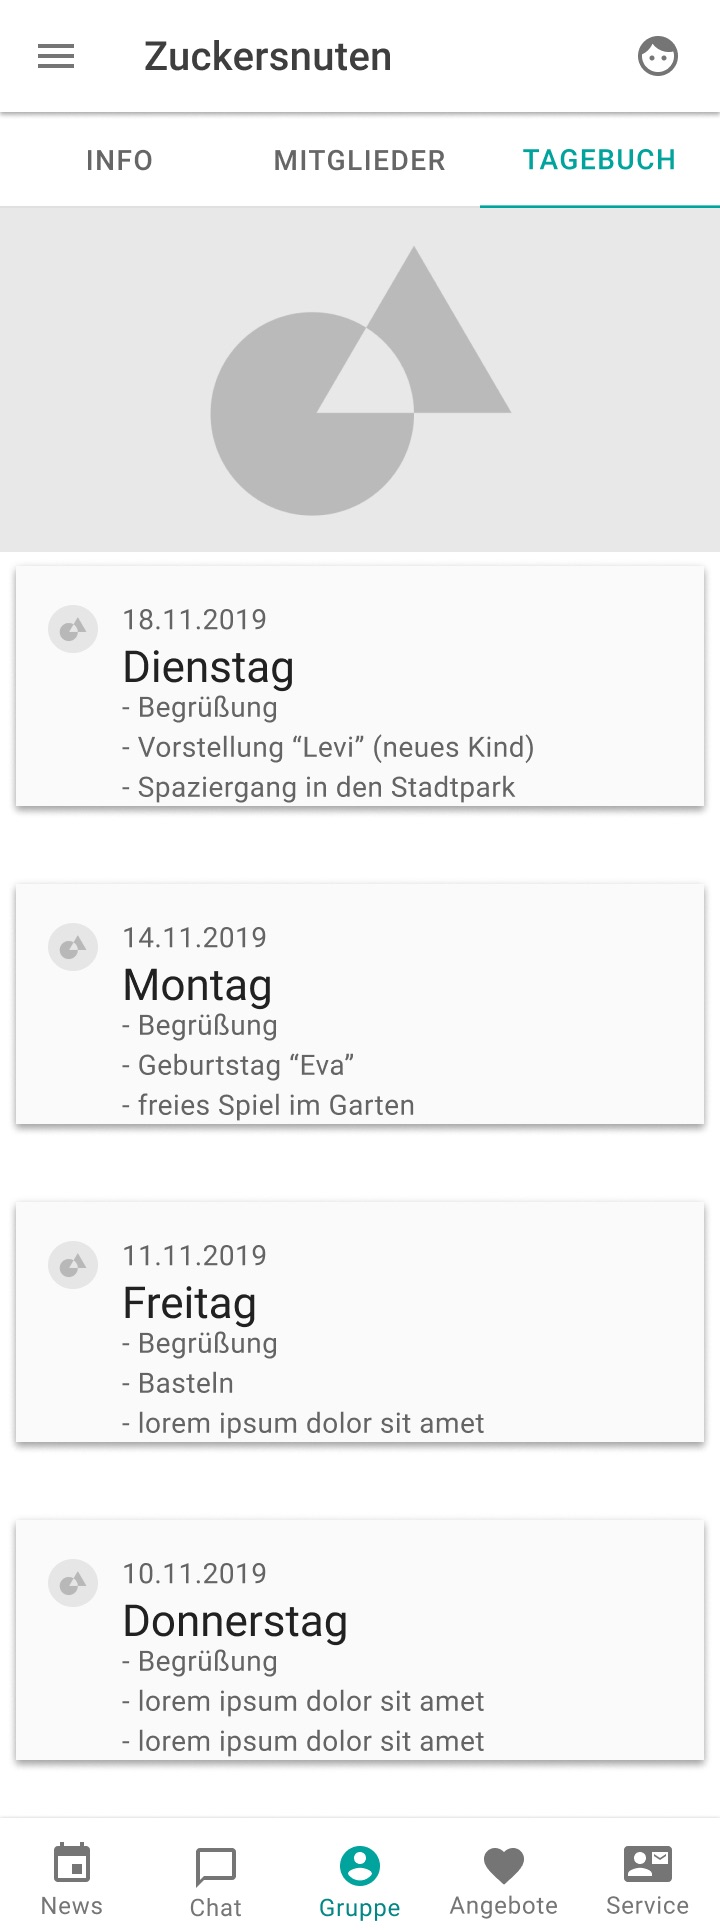 Zuckersnuten
INFO MITGLIEDER TAGEBUCH
18.11.2019
Dienstag
- Begrüßung
- Vorstellung “Levi” (neues Kind)
- Spaziergang in den Stadtpark
14.11.2019
Montag
- Begrüßung
- Geburtstag “Eva”
- freies Spiel im Garten
11.11.2019
Freitag
- Begrüßung
- Basteln
- lorem ipsum dolor sit amet
10.11.2019
Donnerstag
- Begrüßung
- lorem ipsum dolor sit amet
- lorem ipsum dolor sit amet
News Chat Gruppe Angebote Service